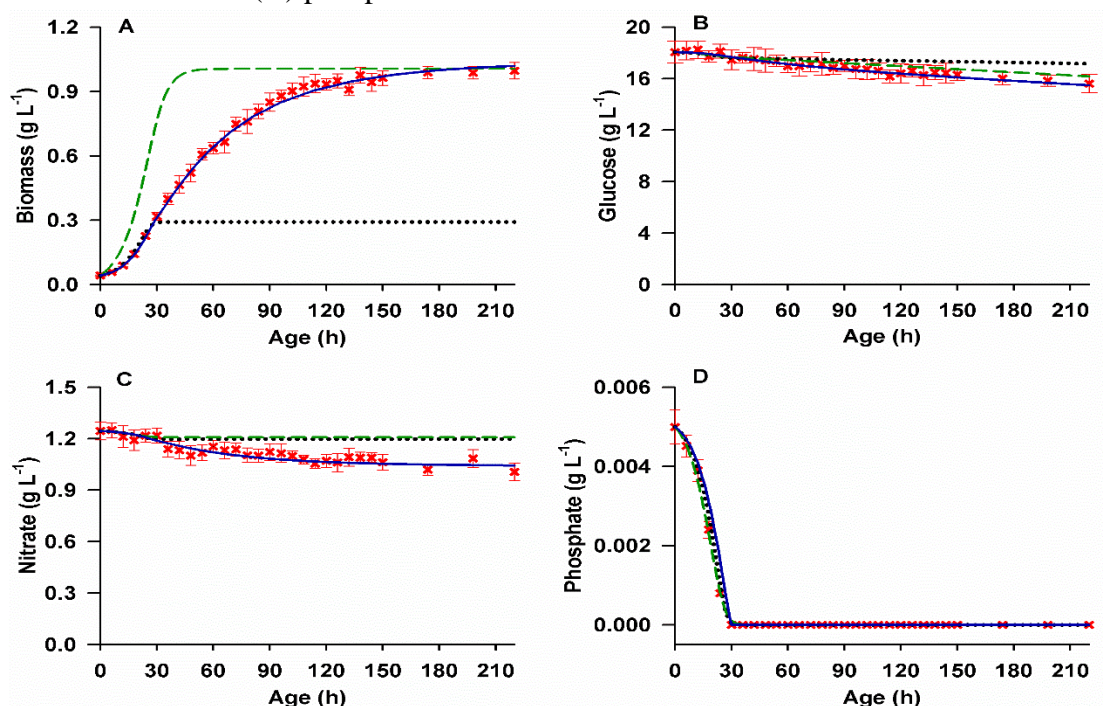 A
Biomass (g L⁻¹)
1.2
0.9
0.6
0.3
0.0
0 30 60 90 120 150 180 210
Age (h)
B
Glucose (g L⁻¹)
20
16
12
8
4
0
0 30 60 90 120 150 180 210
Age (h)
C
Nitrate (g L⁻¹)
1.5
1.2
0.9
0.6
0.3
0.0
0 30 60 90 120 150 180 210
Age (h)
D
Phosphate (g L⁻¹)
0.006
0.004
0.002
0.000
0 30 60 90 120 150 180 210
Age (h)